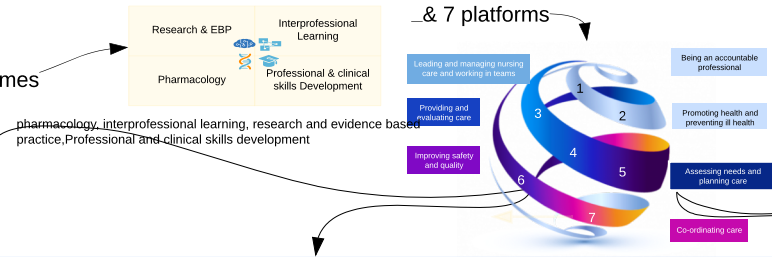 mes
Research & EBP
Interprofessional
Learning
Pharmacology
Professional & clinical
skills Development
pharmacology, interprofessional learning, research and evidence based
practice,Professional and clinical skills development
_& 7 platforms
Leading and managing nursing
care and working in teams
Providing and
evaluating care
Improving safety
and quality
1
2
3
4
5
6
7
Being an accountable
professional
Promoting health and
preventing ill health
Assessing needs and
planning care
Co-ordinating care